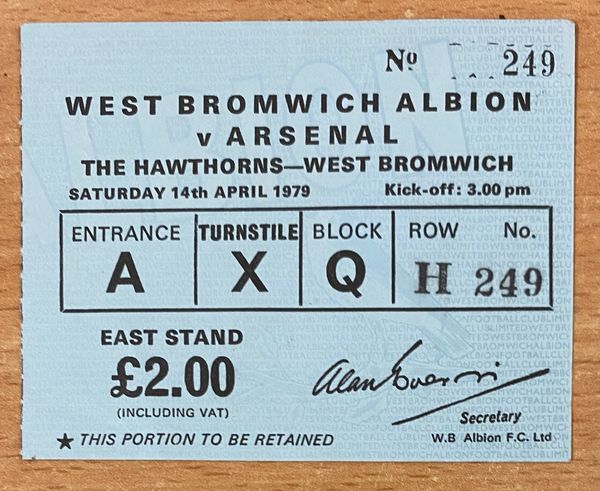 Nº 249
WEST BROMWICH ALBION
v ARSENAL
THE HAWTHORNS—WEST BROMWICH
SATURDAY 14th APRIL 1979 Kick-off: 3.00 pm
ENTRANCE TURNSTILE BLOCK ROW No.
A X Q H 249
EAST STAND
£2.00
(INCLUDING VAT)
Alan Everiss
Secretary
★ THIS PORTION TO BE RETAINED W.B Albion F.C. Ltd